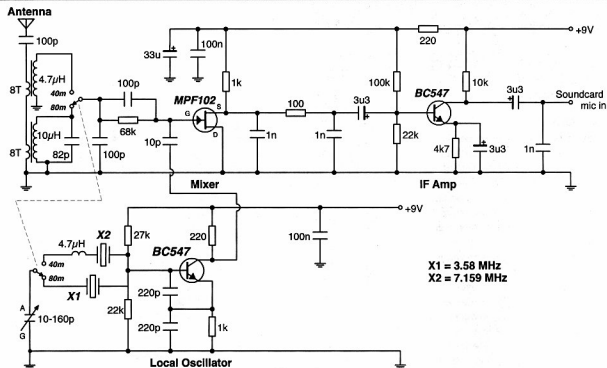 Antenna
100p
8T
4.7µH
40m
80m
8T
10µH
82p
100p
100p
68k
10p
33u
100n
MPF102
G
S
D
1k
1n
100
1n
3u3
100k
22k
220
BC547
10k
4k7
3u3
3u3
1n
+9V
Soundcard
mic in
Mixer
IF Amp
4.7µH
X2
40m
80m
X1
A
G
10-160p
27k
22k
220p
220p
BC547
220
1k
100n
+9V
X1 = 3.58 MHz
X2 = 7.159 MHz
Local Oscillator